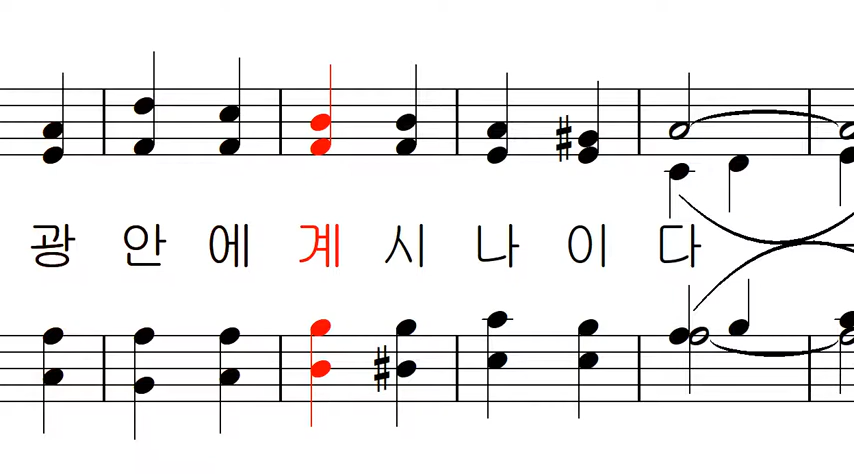 광 안 에 계 시 나 이 다